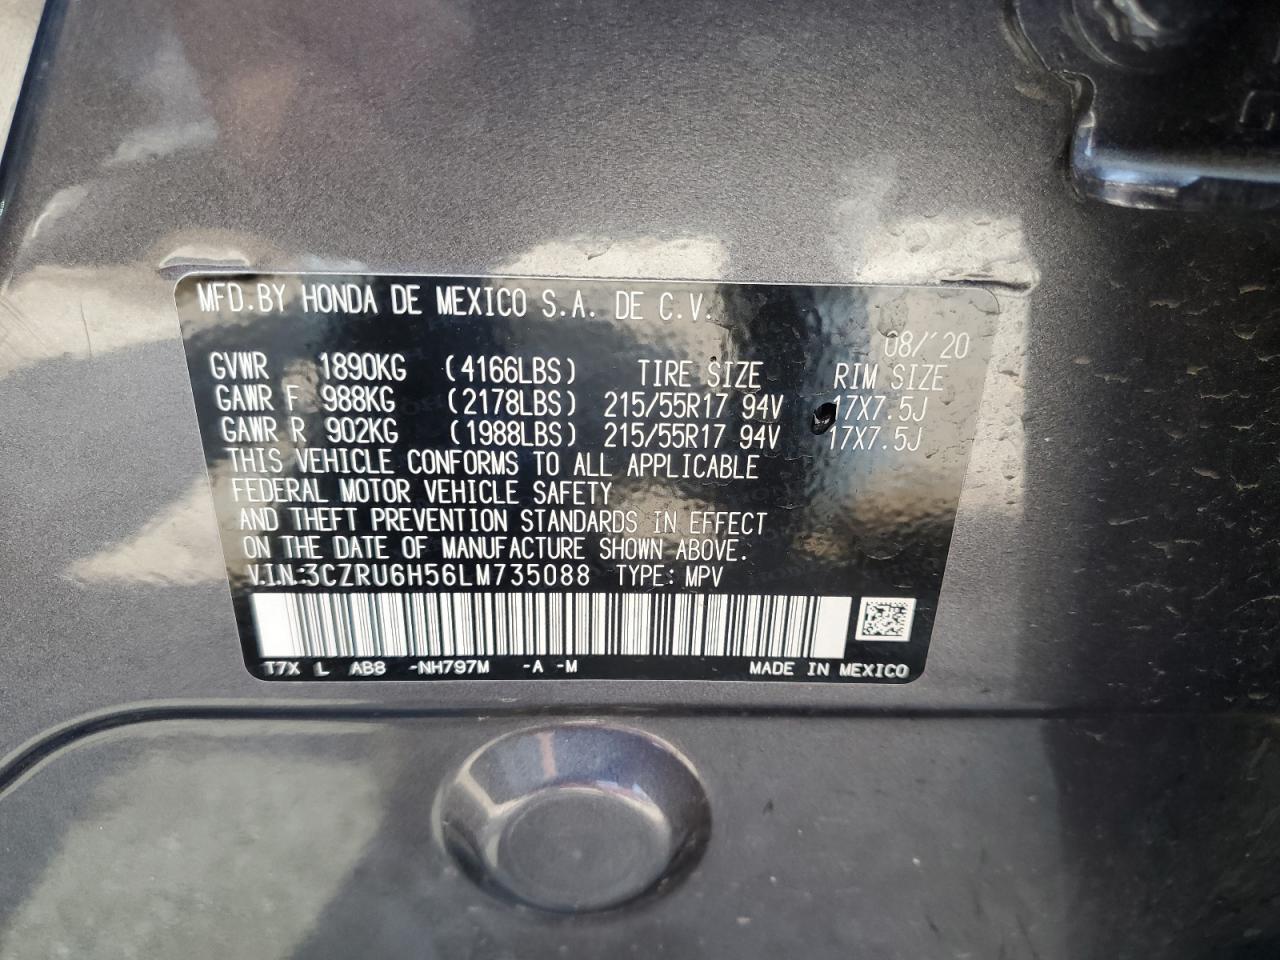 MFD.BY HONDA DE MEXICO S.A. DE C.V.
08/'20
GVWR 1890KG (4166LBS) TIRE SIZE RIM SIZE
GAWR F 988KG (2178LBS) 215/55R17 94V 17X7.5J
GAWR R 902KG (1988LBS) 215/55R17 94V 17X7.5J
THIS VEHICLE CONFORMS TO ALL APPLICABLE
FEDERAL MOTOR VEHICLE SAFETY
AND THEFT PREVENTION STANDARDS IN EFFECT
ON THE DATE OF MANUFACTURE SHOWN ABOVE.
V.I.N:3CZRU6H56LM735088 TYPE: MPV
T7X L AB8 -NH797M -A -M MADE IN MEXICO